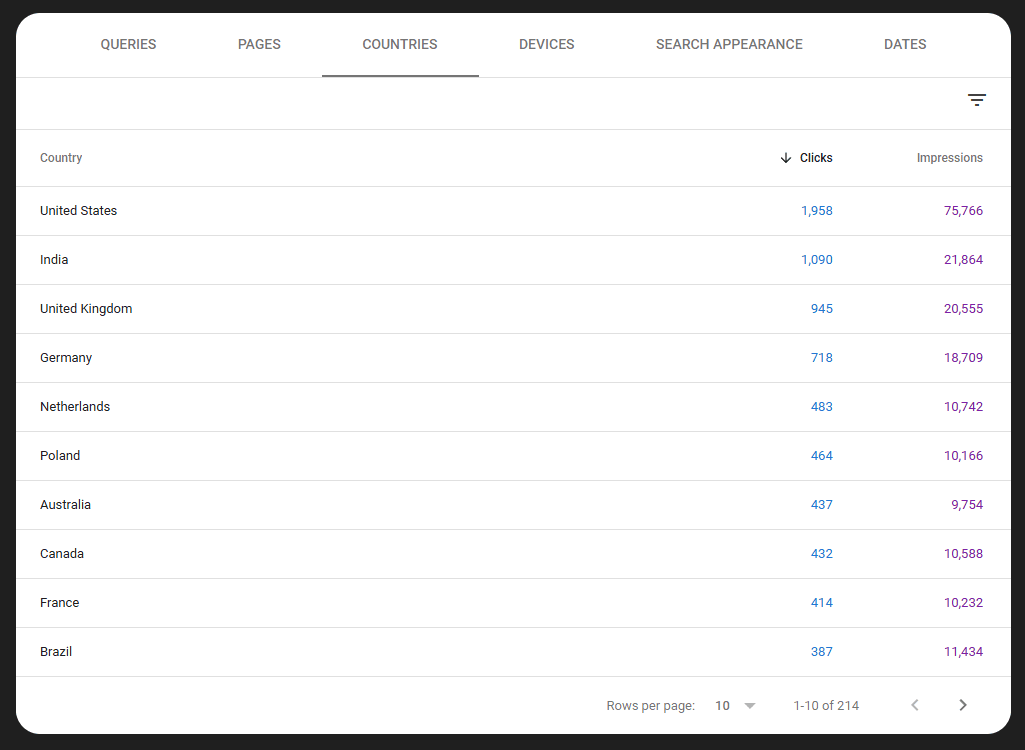 QUERIES PAGES COUNTRIES DEVICES SEARCH APPEARANCE DATES
Country Clicks Impressions
United States 1,958 75,766
India 1,090 21,864
United Kingdom 945 20,555
Germany 718 18,709
Netherlands 483 10,742
Poland 464 10,166
Australia 437 9,754
Canada 432 10,588
France 414 10,232
Brazil 387 11,434
Rows per page: 10 1-10 of 214